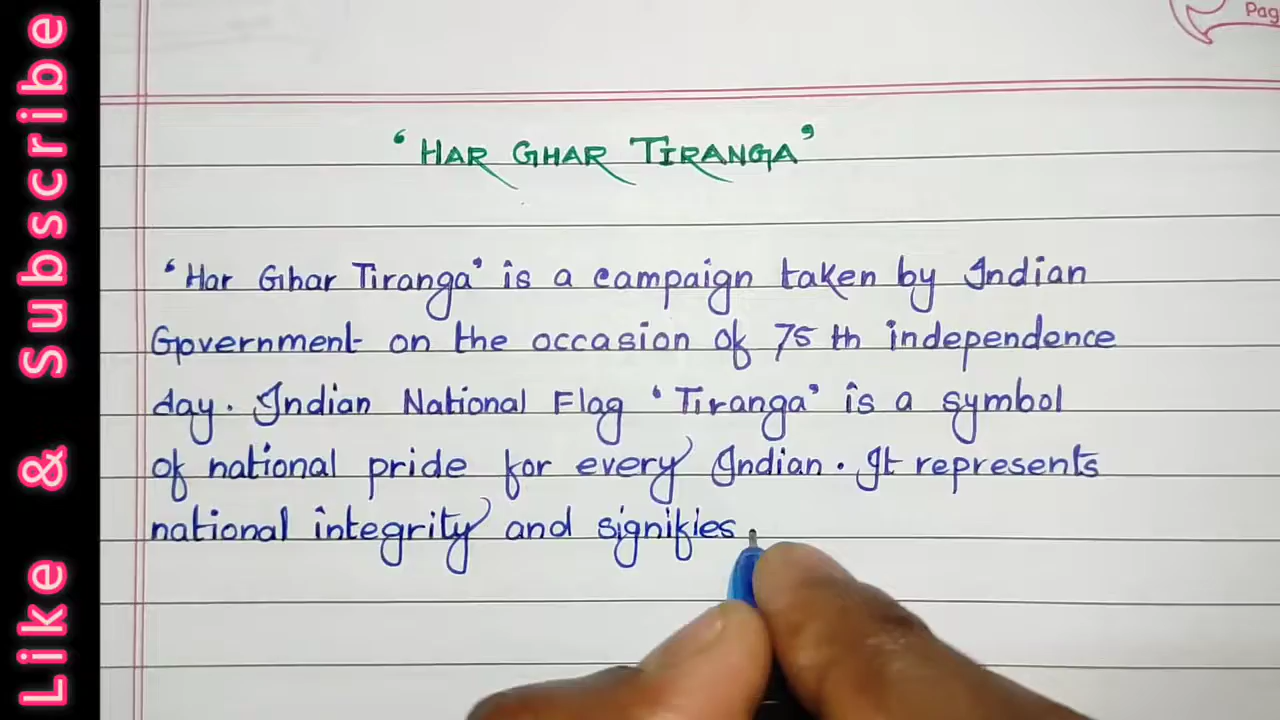 Pag
‘HAR GHAR TIRANGA’
‘Har Ghar Tiranga’ is a campaign taken by Indian
Government on the occasion of 75 th independence
day. Indian National Flag ‘Tiranga’ is a symbol
of national pride for every Indian. It represents
national integrity and signifies
Like & Subscribe